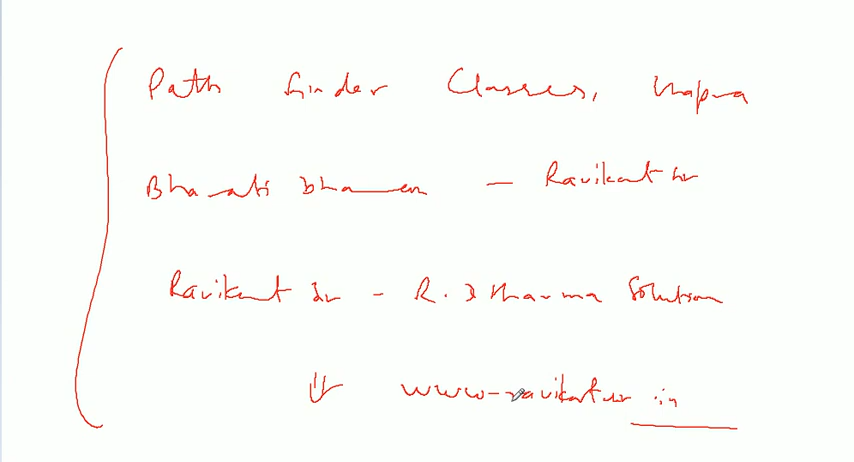 Path finder Classes,
Bharati bhawan - Ravikant sir
Ravikant sir - R. S Sharma Solution
www.ravikantsir.in